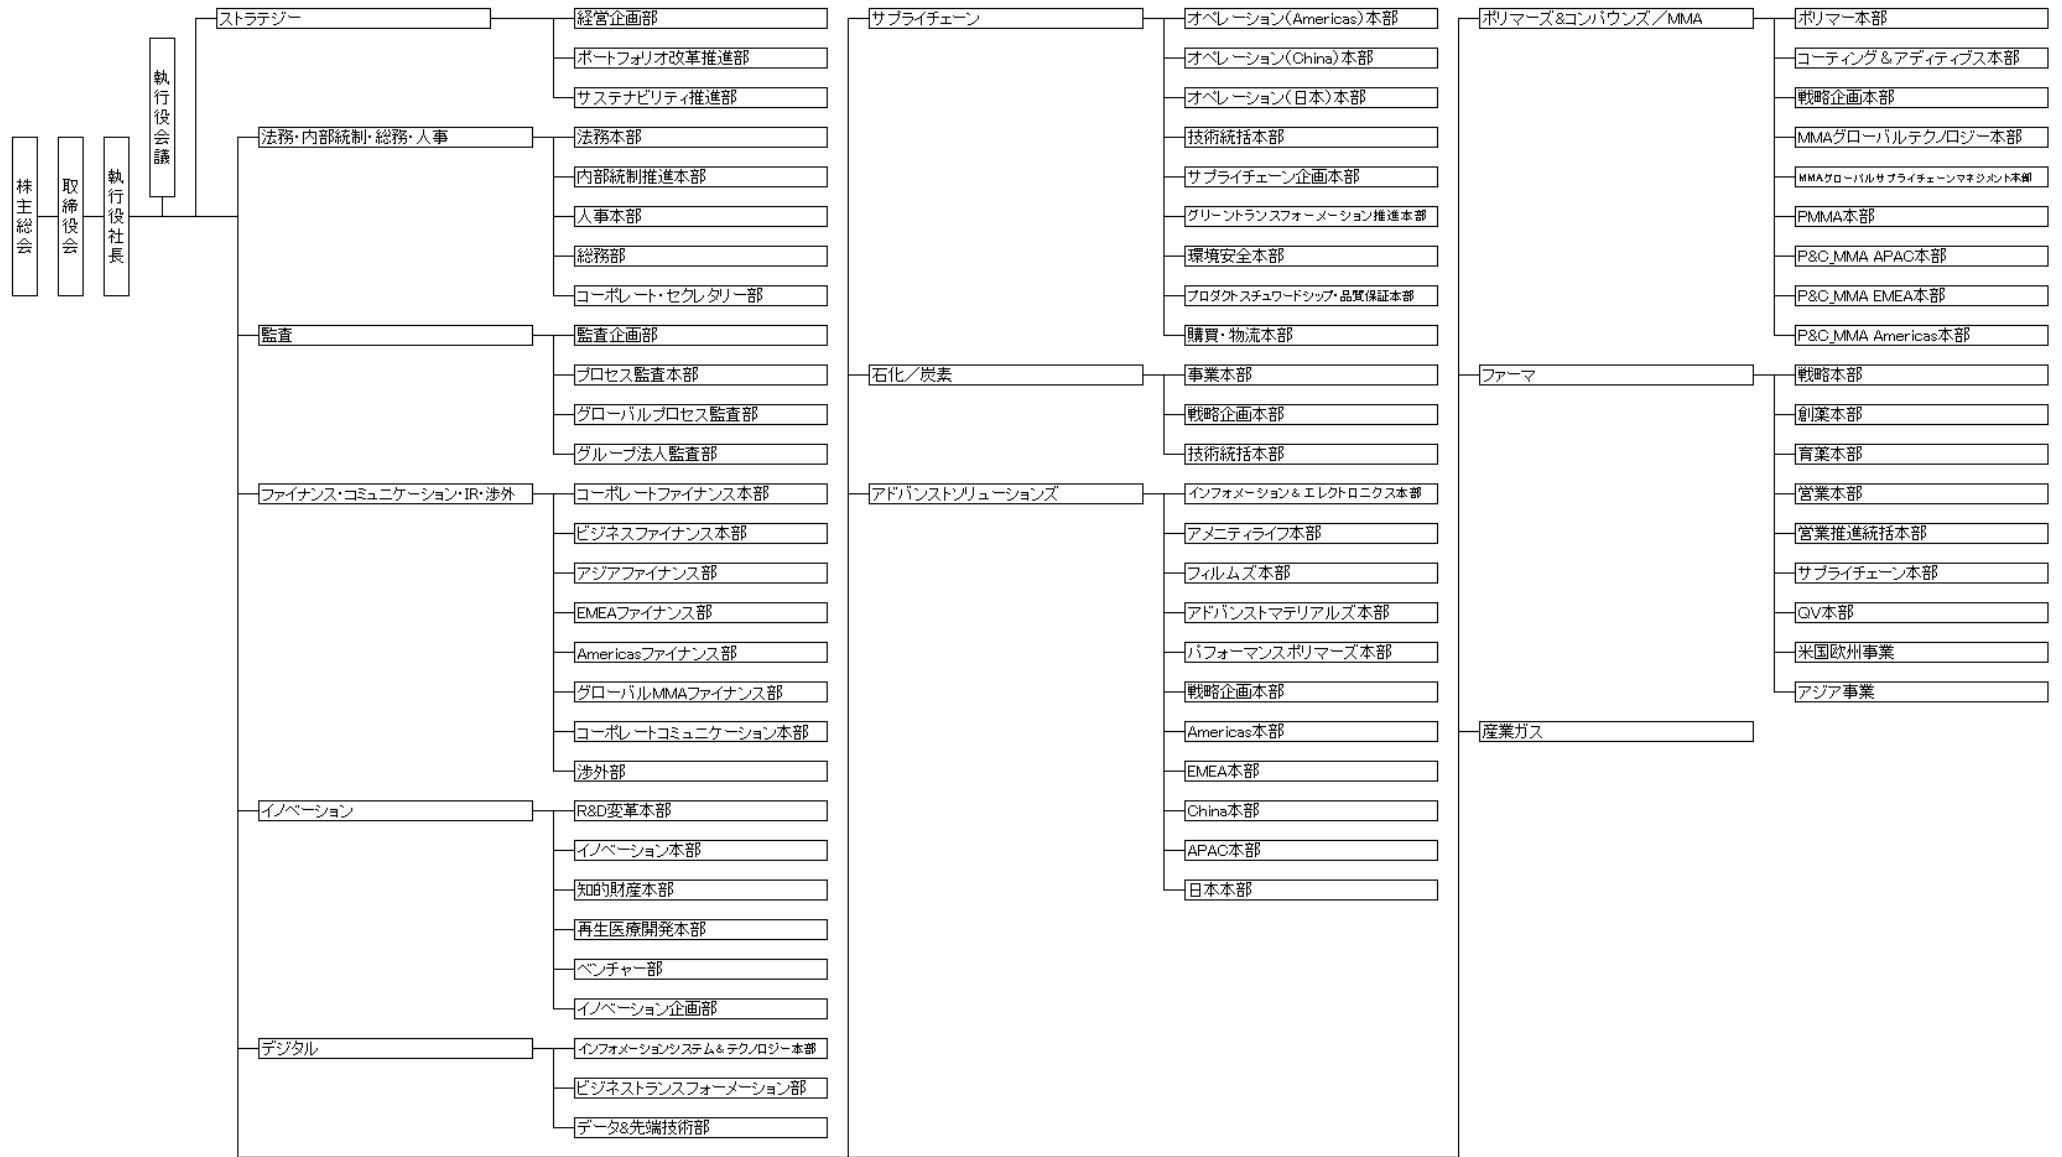 株主総会
取締役会
執行役社長
執行役会議
ストラテジー
経営企画部
ポートフォリオ改革推進部
サステナビリティ推進部
法務・内部統制・総務・人事
法務本部
内部統制推進本部
人事本部
総務部
コーポレート・セクレタリー部
監査
監査企画部
プロセス監査本部
グローバルプロセス監査部
グループ法人監査部
ファイナンス・コミュニケーション・IR・渉外
コーポレートファイナンス本部
ビジネスファイナンス本部
アジアファイナンス部
EMEAファイナンス部
Americasファイナンス部
グローバルMMAファイナンス部
コーポレートコミュニケーション本部
渉外部
イノベーション
R&D変革本部
イノベーション本部
知的財産本部
再生医療開発本部
ベンチャー部
イノベーション企画部
デジタル
インフォメーションシステム&テクノロジー本部
ビジネストランスフォーメーション部
データ&先端技術部
サプライチェーン
オペレーション(Americas)本部
オペレーション(China)本部
オペレーション(日本)本部
技術統括本部
サプライチェーン企画本部
グリーントランスフォーメーション推進本部
環境安全本部
プロダクトスチュワードシップ・品質保証本部
購買・物流本部
石化/炭素
事業本部
戦略企画本部
技術統括本部
アドバンストソリューションズ
インフォメーション&エレクトロニクス本部
アメニティライフ本部
フィルムズ本部
アドバンストマテリアルズ本部
パフォーマンスポリマーズ本部
戦略企画本部
Americas本部
EMEA本部
China本部
APAC本部
日本本部
ポリマーズ&コンパウンズ/MMA
ポリマー本部
コーティング&アディティブス本部
戦略企画本部
MMAグローバルテクノロジー本部
MMAグローバルサプライチェーンマネジメント本部
PMMA本部
P&C_MMA APAC本部
P&C_MMA EMEA本部
P&C_MMA Americas本部
ファーマ
戦略本部
創薬本部
育薬本部
営業本部
営業推進統括本部
サプライチェーン本部
QV本部
米国欧州事業
アジア事業
産業ガス